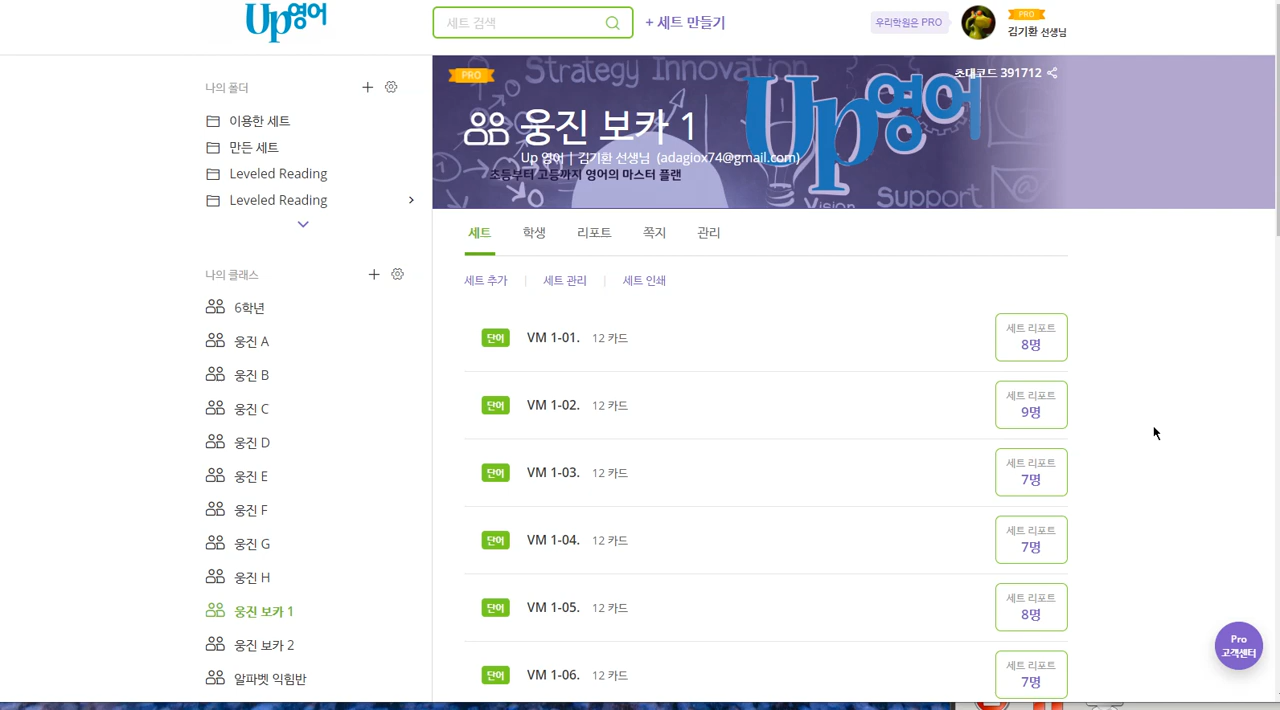 Up영어
세트 검색
+ 세트 만들기
우리학원은 PRO
PRO
김기환 선생님
나의 폴더
이용한 세트
만든 세트
Leveled Reading
Leveled Reading
나의 클래스
6학년
웅진 A
웅진 B
웅진 C
웅진 D
웅진 E
웅진 F
웅진 G
웅진 H
웅진 보카 1
웅진 보카 2
알파벳 익힘반
PRO
Strategy Innovation
초대코드 391712
웅진 보카 1
Up영어
Up 영어 | 김기환 선생님 (adagiox74@gmail.com)
초등부터 고등까지 영어의 마스터 플랜
Vision
Support
세트 학생 리포트 쪽지 관리
세트 추가 | 세트 관리 | 세트 인쇄
단어 VM 1-01. 12 카드
세트 리포트
8명
단어 VM 1-02. 12 카드
세트 리포트
9명
단어 VM 1-03. 12 카드
세트 리포트
7명
단어 VM 1-04. 12 카드
세트 리포트
7명
단어 VM 1-05. 12 카드
세트 리포트
8명
단어 VM 1-06. 12 카드
세트 리포트
7명
Pro
고객센터